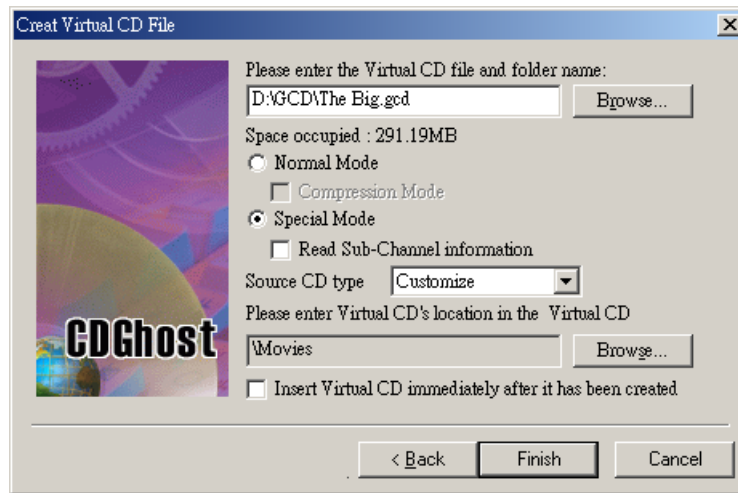 Creat Virtual CD File
Please enter the Virtual CD file and folder name:
D:\GCD\The Big.gcd
Browse...
Space occupied : 291.19MB
Normal Mode
Compression Mode
Special Mode
Read Sub-Channel information
Source CD type Customize
Please enter Virtual CD's location in the Virtual CD
\Movies
Browse...
Insert Virtual CD immediately after it has been created
CDGhost
< Back
Finish
Cancel